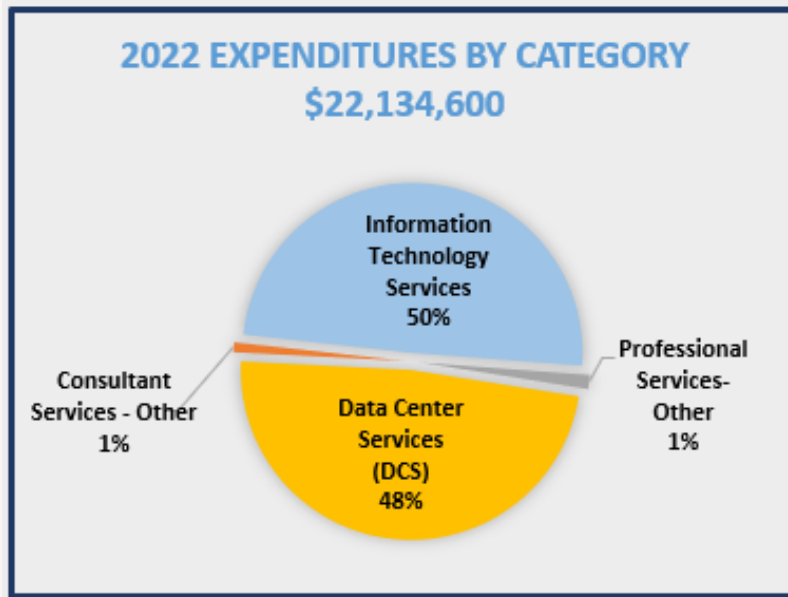 2022 EXPENDITURES BY CATEGORY
$22,134,600
Information
Technology
Services
50%
Professional
Services-
Other
1%
Consultant
Services - Other
1%
Data Center
Services
(DCS)
48%